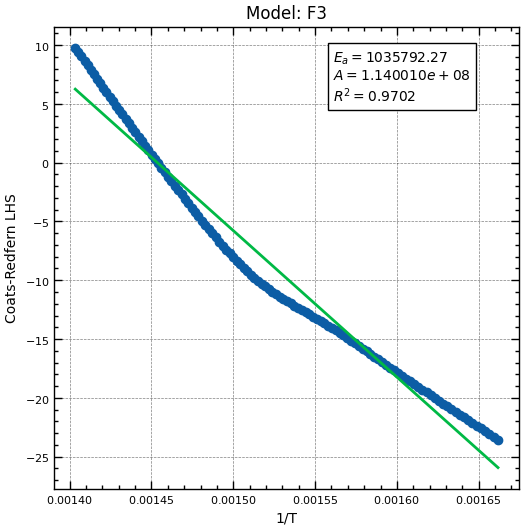 Model: F3
E_a = 1035792.27
A = 1.140010e + 08
R² = 0.9702
Coats-Redfern LHS
10
5
0
−5
−10
−15
−20
−25
0.00140 0.00145 0.00150 0.00155 0.00160 0.00165
1/T